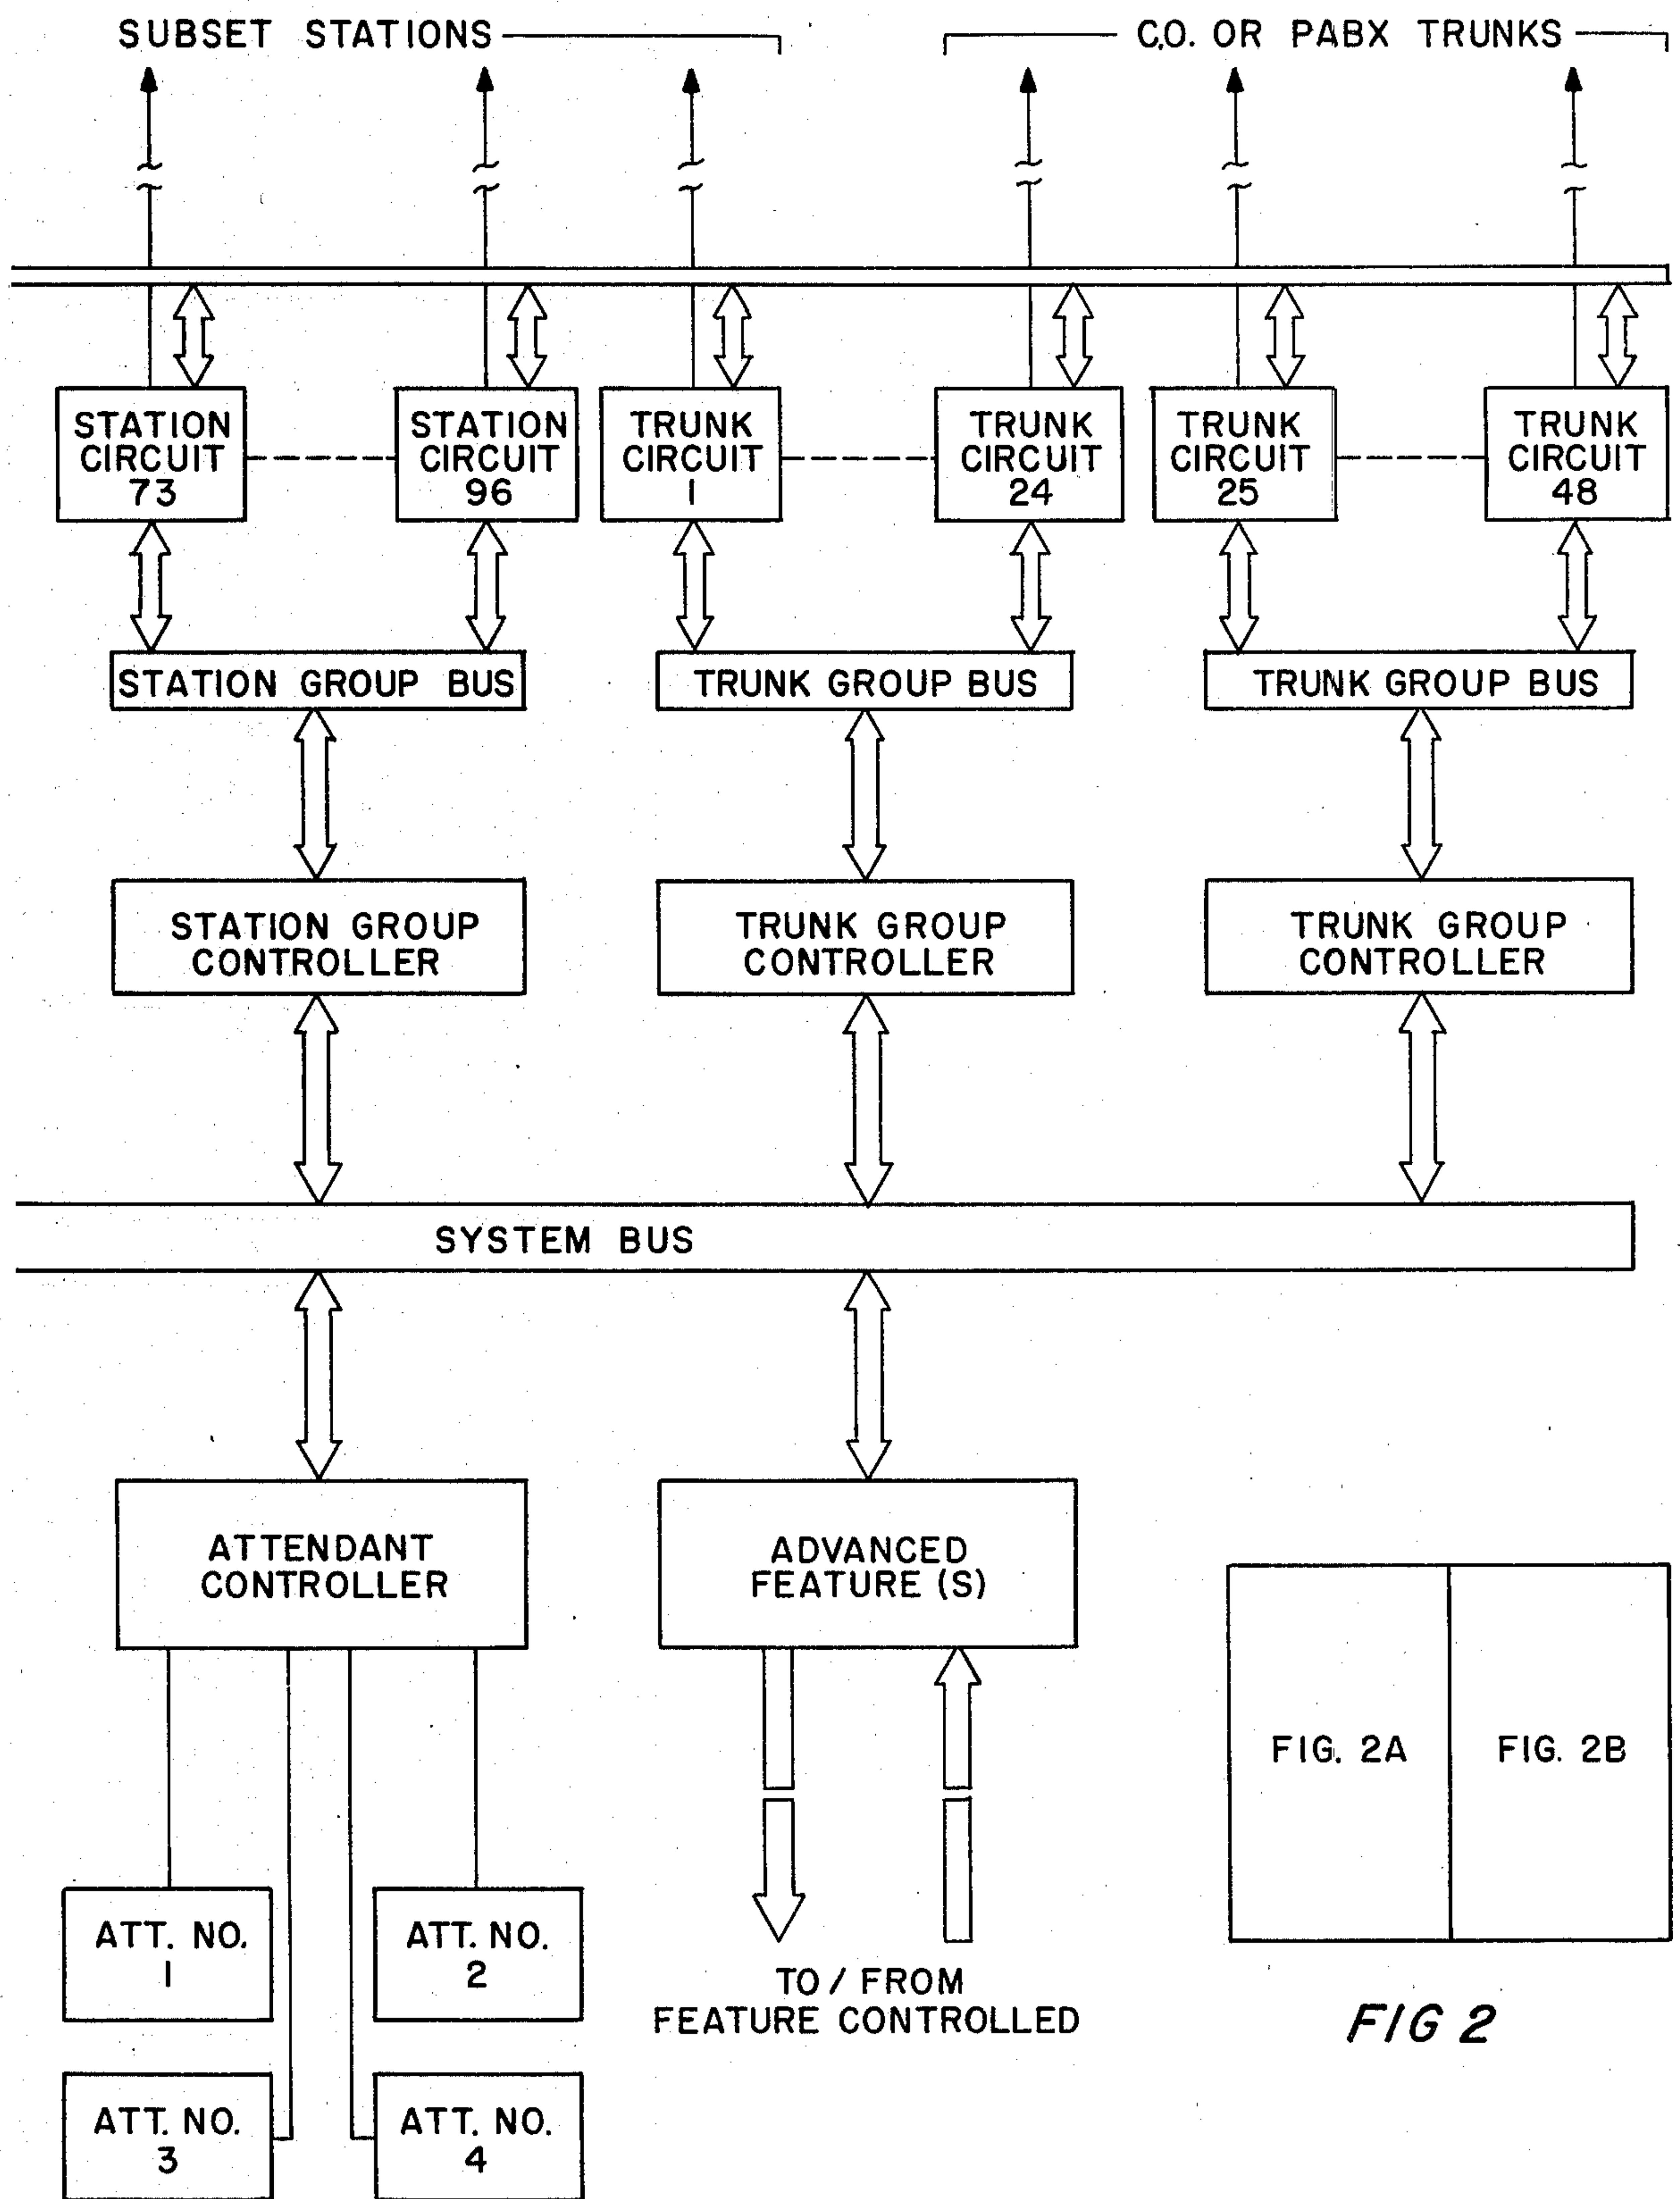 SUBSET STATIONS
C.O. OR PABX TRUNKS
STATION
CIRCUIT
73
STATION
CIRCUIT
96
TRUNK
CIRCUIT
1
TRUNK
CIRCUIT
24
TRUNK
CIRCUIT
25
TRUNK
CIRCUIT
48
STATION GROUP BUS
TRUNK GROUP BUS
TRUNK GROUP BUS
STATION GROUP
CONTROLLER
TRUNK GROUP
CONTROLLER
TRUNK GROUP
CONTROLLER
SYSTEM BUS
ATTENDANT
CONTROLLER
ADVANCED
FEATURE (S)
ATT. NO.
1
ATT. NO.
2
ATT. NO.
3
ATT. NO.
4
TO / FROM
FEATURE CONTROLLED
FIG. 2A
FIG. 2B
FIG 2